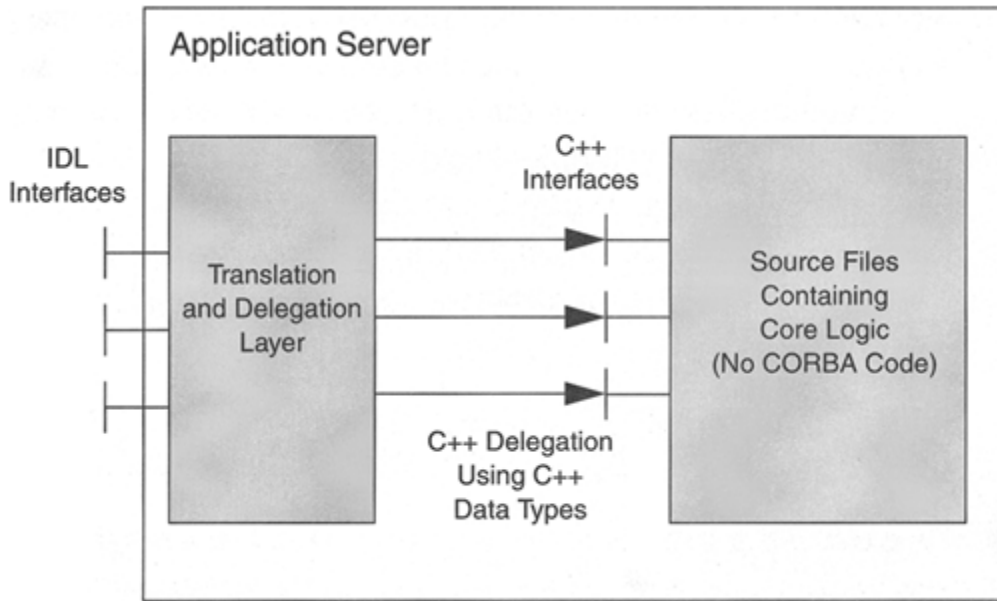 Application Server
IDL
Interfaces
Translation
and Delegation
Layer
C++
Interfaces
C++ Delegation
Using C++
Data Types
Source Files
Containing
Core Logic
(No CORBA Code)